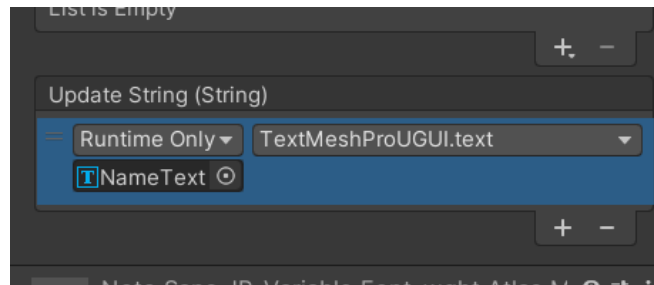 List is Empty
Update String (String)
Runtime Only TextMeshProUGUI.text
NameText